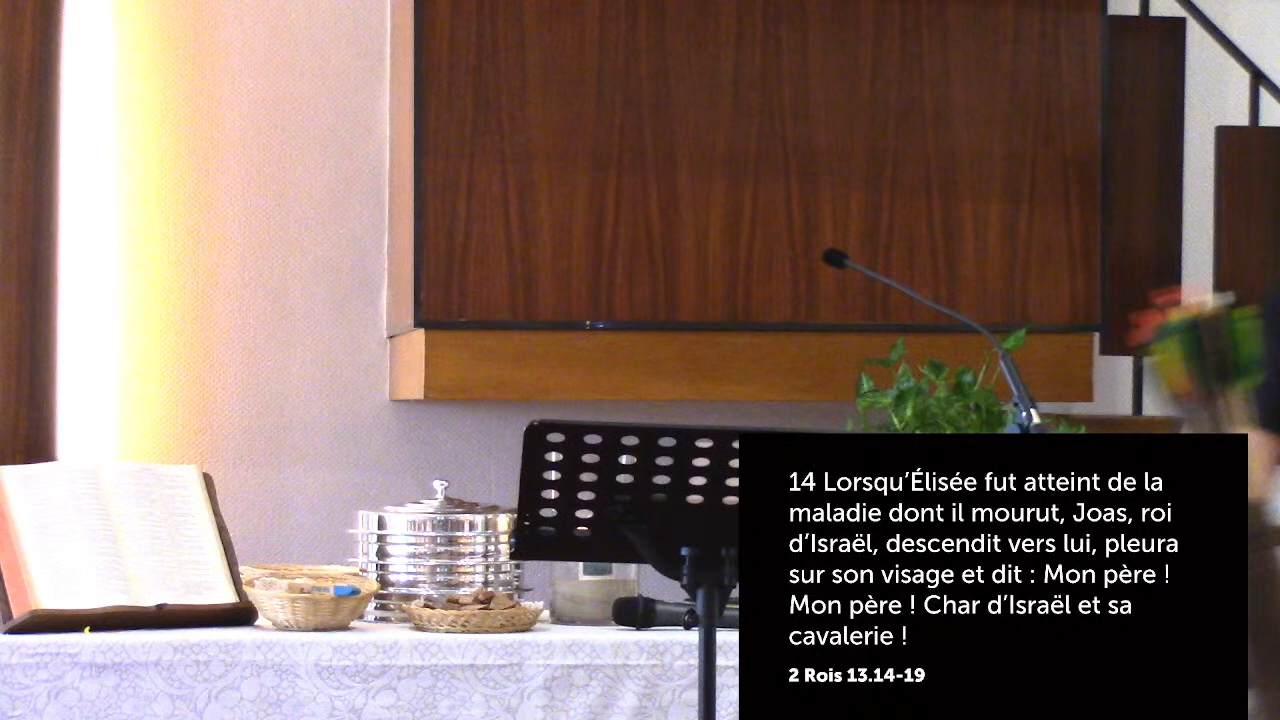 14 Lorsqu’Élisée fut atteint de la
maladie dont il mourut, Joas, roi
d’Israël, descendit vers lui, pleura
sur son visage et dit : Mon père !
Mon père ! Char d’Israël et sa
cavalerie !
2 Rois 13.14-19